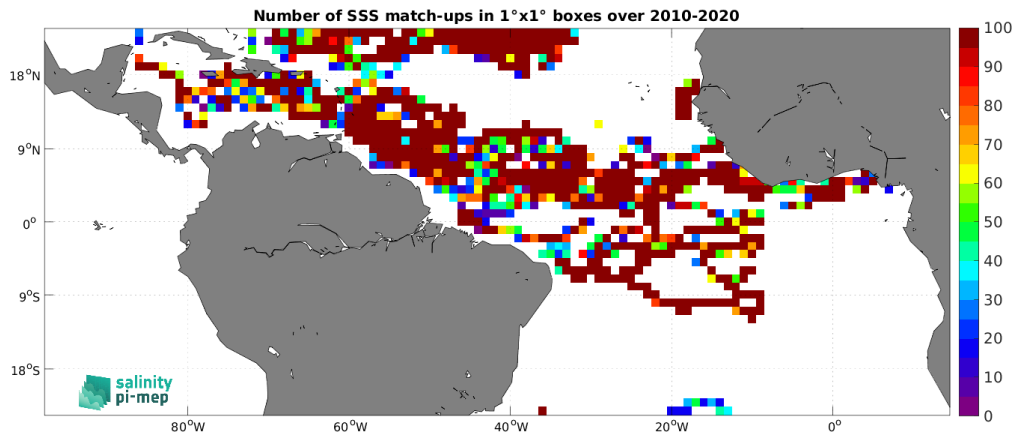 Number of SSS match-ups in 1°x1° boxes over 2010-2020
100
90
80
70
60
50
40
30
20
10
0
18°N
9°N
0°
9°S
18°S
80°W
60°W
40°W
20°W
0°
salinity
pi-mep